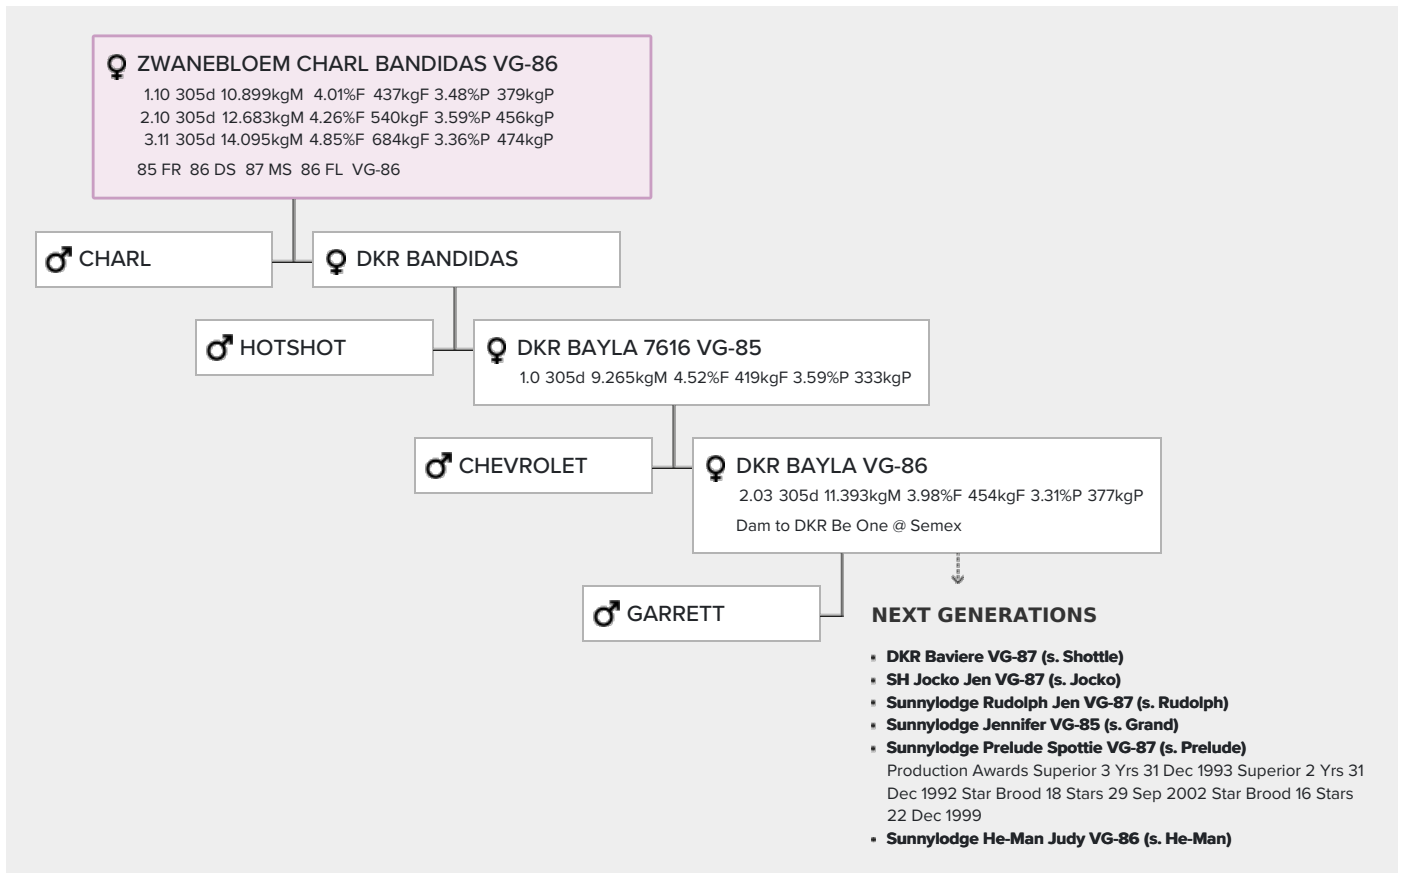 ZWANEBLOEM CHARL BANDIDAS VG-86
1.10 305d 10.899kgM 4.01%F 437kgF 3.48%P 379kgP
2.10 305d 12.683kgM 4.26%F 540kgF 3.59%P 456kgP
3.11 305d 14.095kgM 4.85%F 684kgF 3.36%P 474kgP
85 FR 86 DS 87 MS 86 FL VG-86
CHARL
DKR BANDIDAS
HOTSHOT
DKR BAYLA 7616 VG-85
1.0 305d 9.265kgM 4.52%F 419kgF 3.59%P 333kgP
CHEVROLET
DKR BAYLA VG-86
2.03 305d 11.393kgM 3.98%F 454kgF 3.31%P 377kgP
Dam to DKR Be One @ Semex
GARRETT
NEXT GENERATIONS
DKR Baviere VG-87 (s. Shottle)
SH Jocko Jen VG-87 (s. Jocko)
Sunnylodge Rudolph Jen VG-87 (s. Rudolph)
Sunnylodge Jennifer VG-85 (s. Grand)
Sunnylodge Prelude Spottie VG-87 (s. Prelude)
Production Awards Superior 3 Yrs 31 Dec 1993 Superior 2 Yrs 31
Dec 1992 Star Brood 18 Stars 29 Sep 2002 Star Brood 16 Stars
22 Dec 1999
Sunnylodge He-Man Judy VG-86 (s. He-Man)